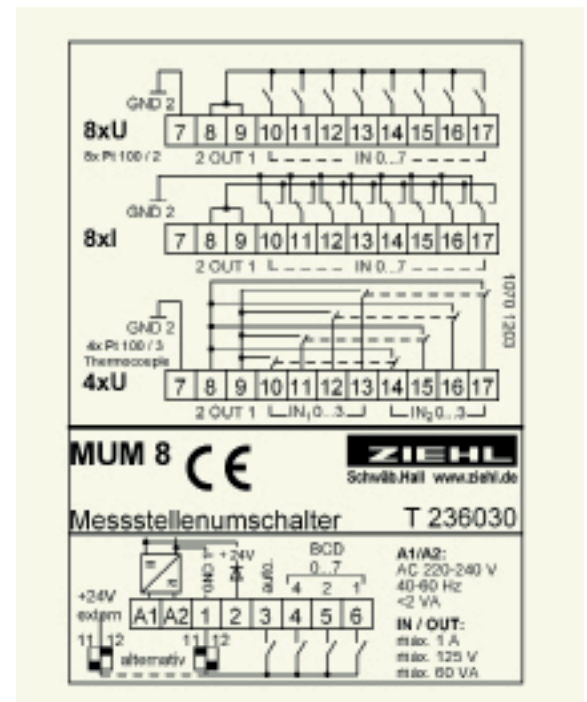 GND 2
8xU
7 8 9 10 11 12 13 14 15 16 17
8x Pt 100 / 2
2 OUT 1 IN 0...7
GND 2
8xI
7 8 9 10 11 12 13 14 15 16 17
2 OUT 1 IN 0...7
GND 2
4x Pt 100 / 3
Thermocouple
4xU
7 8 9 10 11 12 13 14 15 16 17
2 OUT 1 IN₁ 0...3 IN₂ 0...3
1070 1203
MUM 8 CE
ZIEHL
Schwäb.Hall www.ziehl.de
Messstellenumschalter T 236030
+24V
extern
1 GND
+24V
auto.
BCD
0...7
4 2 1
A1 A2 1 2 3 4 5 6
11 12 alternativ 11 12
A1/A2:
AC 220-240 V
40-60 Hz
<2 VA
IN / OUT:
max. 1 A
max. 125 V
max. 60 VA